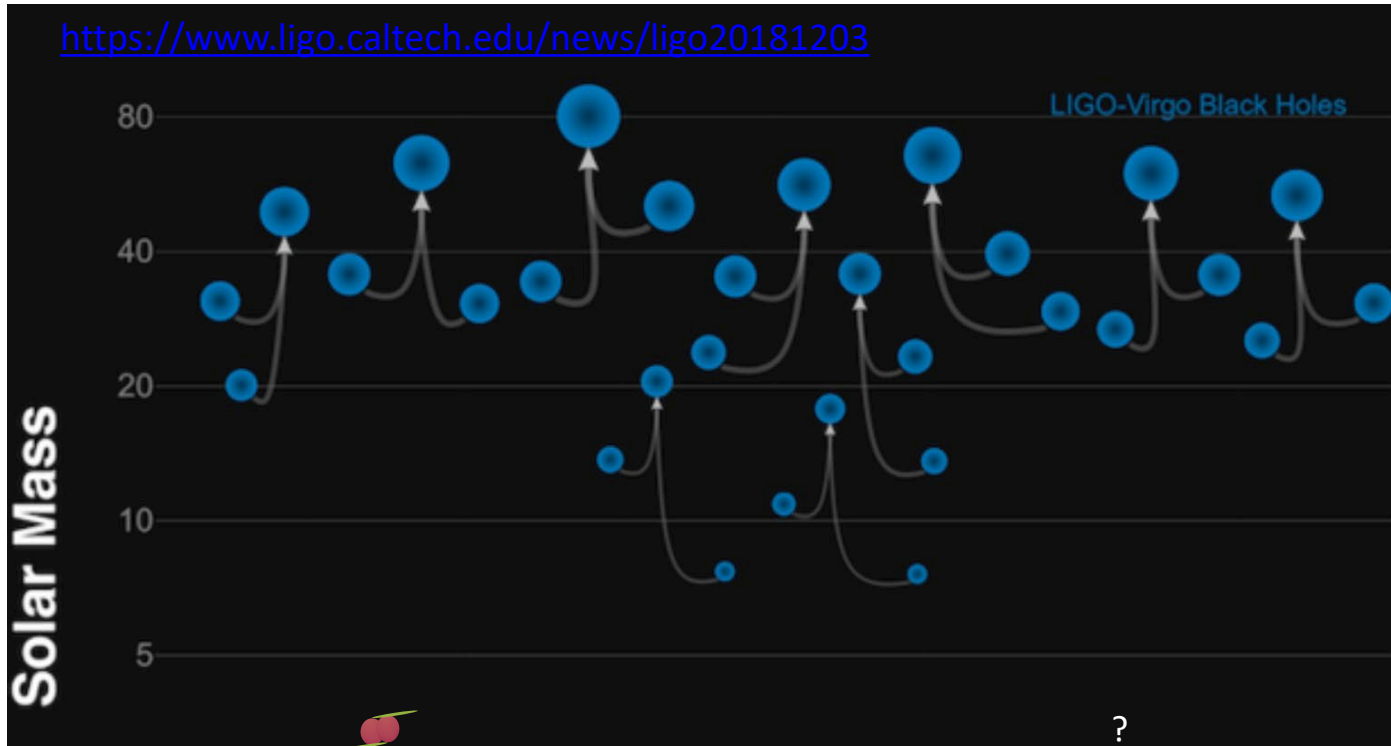 https://www.ligo.caltech.edu/news/ligo20181203
LIGO-Virgo Black Holes
80
40
20
10
5
Solar Mass
?